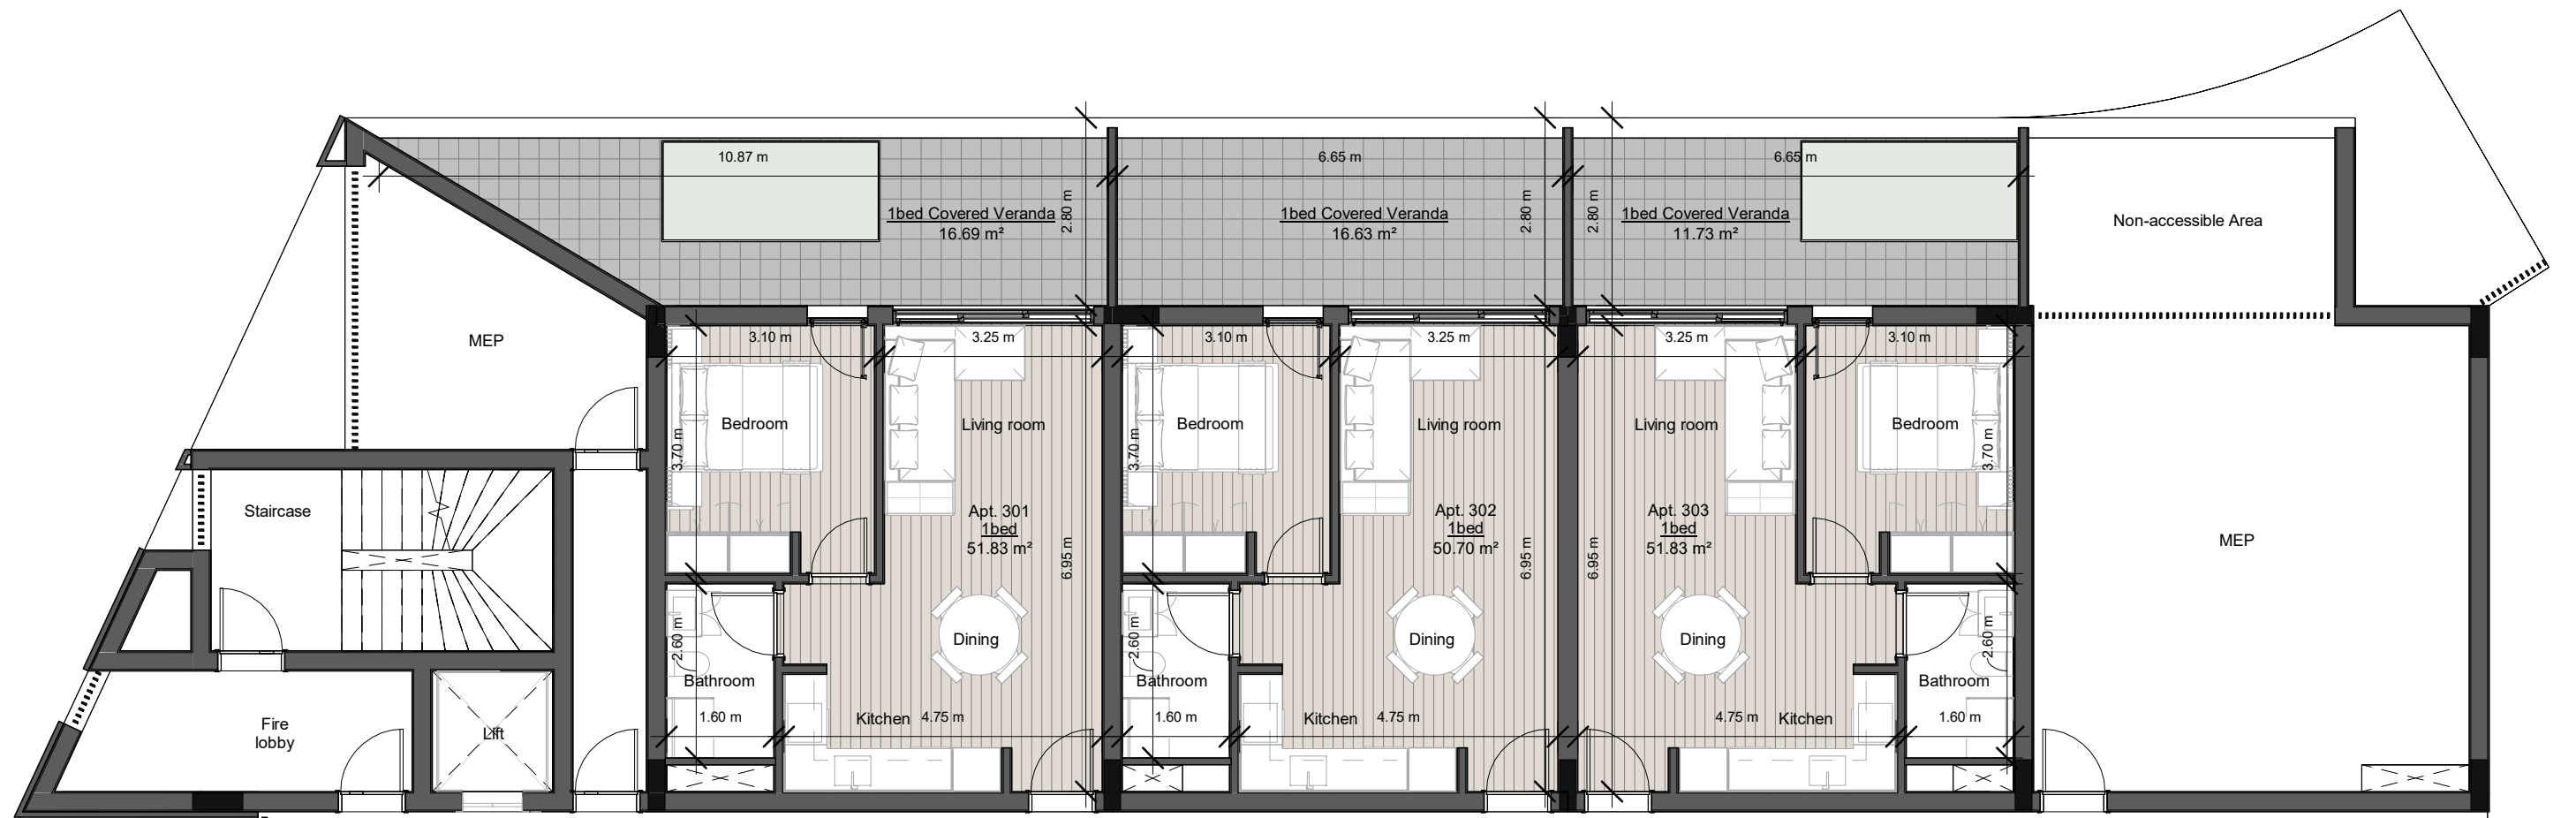 10.87 m
6.65 m
6.65 m
2.80 m
2.80 m
2.80 m
1bed Covered Veranda
16.69 m²
1bed Covered Veranda
16.63 m²
1bed Covered Veranda
11.73 m²
Non-accessible Area
MEP
3.10 m
3.25 m
3.10 m
3.25 m
3.25 m
3.10 m
Bedroom
Living room
Bedroom
Living room
Living room
Bedroom
3.70 m
3.70 m
3.70 m
Staircase
Apt. 301
1bed
51.83 m²
Apt. 302
1bed
50.70 m²
Apt. 303
1bed
51.83 m²
MEP
6.95 m
6.95 m
6.95 m
2.60 m
2.60 m
2.60 m
Dining
Dining
Dining
Bathroom
Bathroom
Bathroom
Fire
lobby
Lift
1.60 m
Kitchen
4.75 m
1.60 m
Kitchen
4.75 m
4.75 m
Kitchen
1.60 m